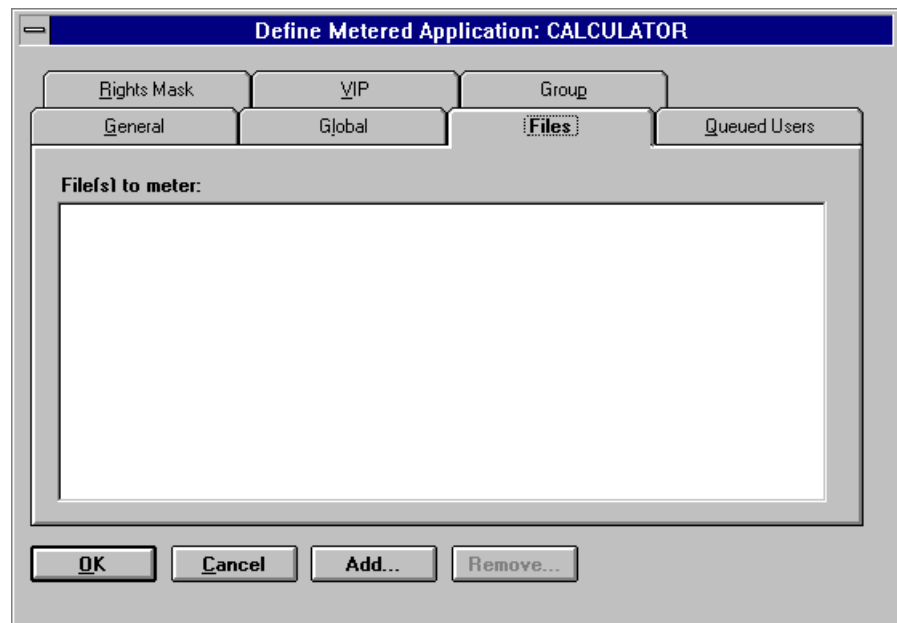 Define Metered Application: CALCULATOR
Rights Mask VIP Group
General Global Files Queued Users
File(s) to meter:
OK Cancel Add... Remove...